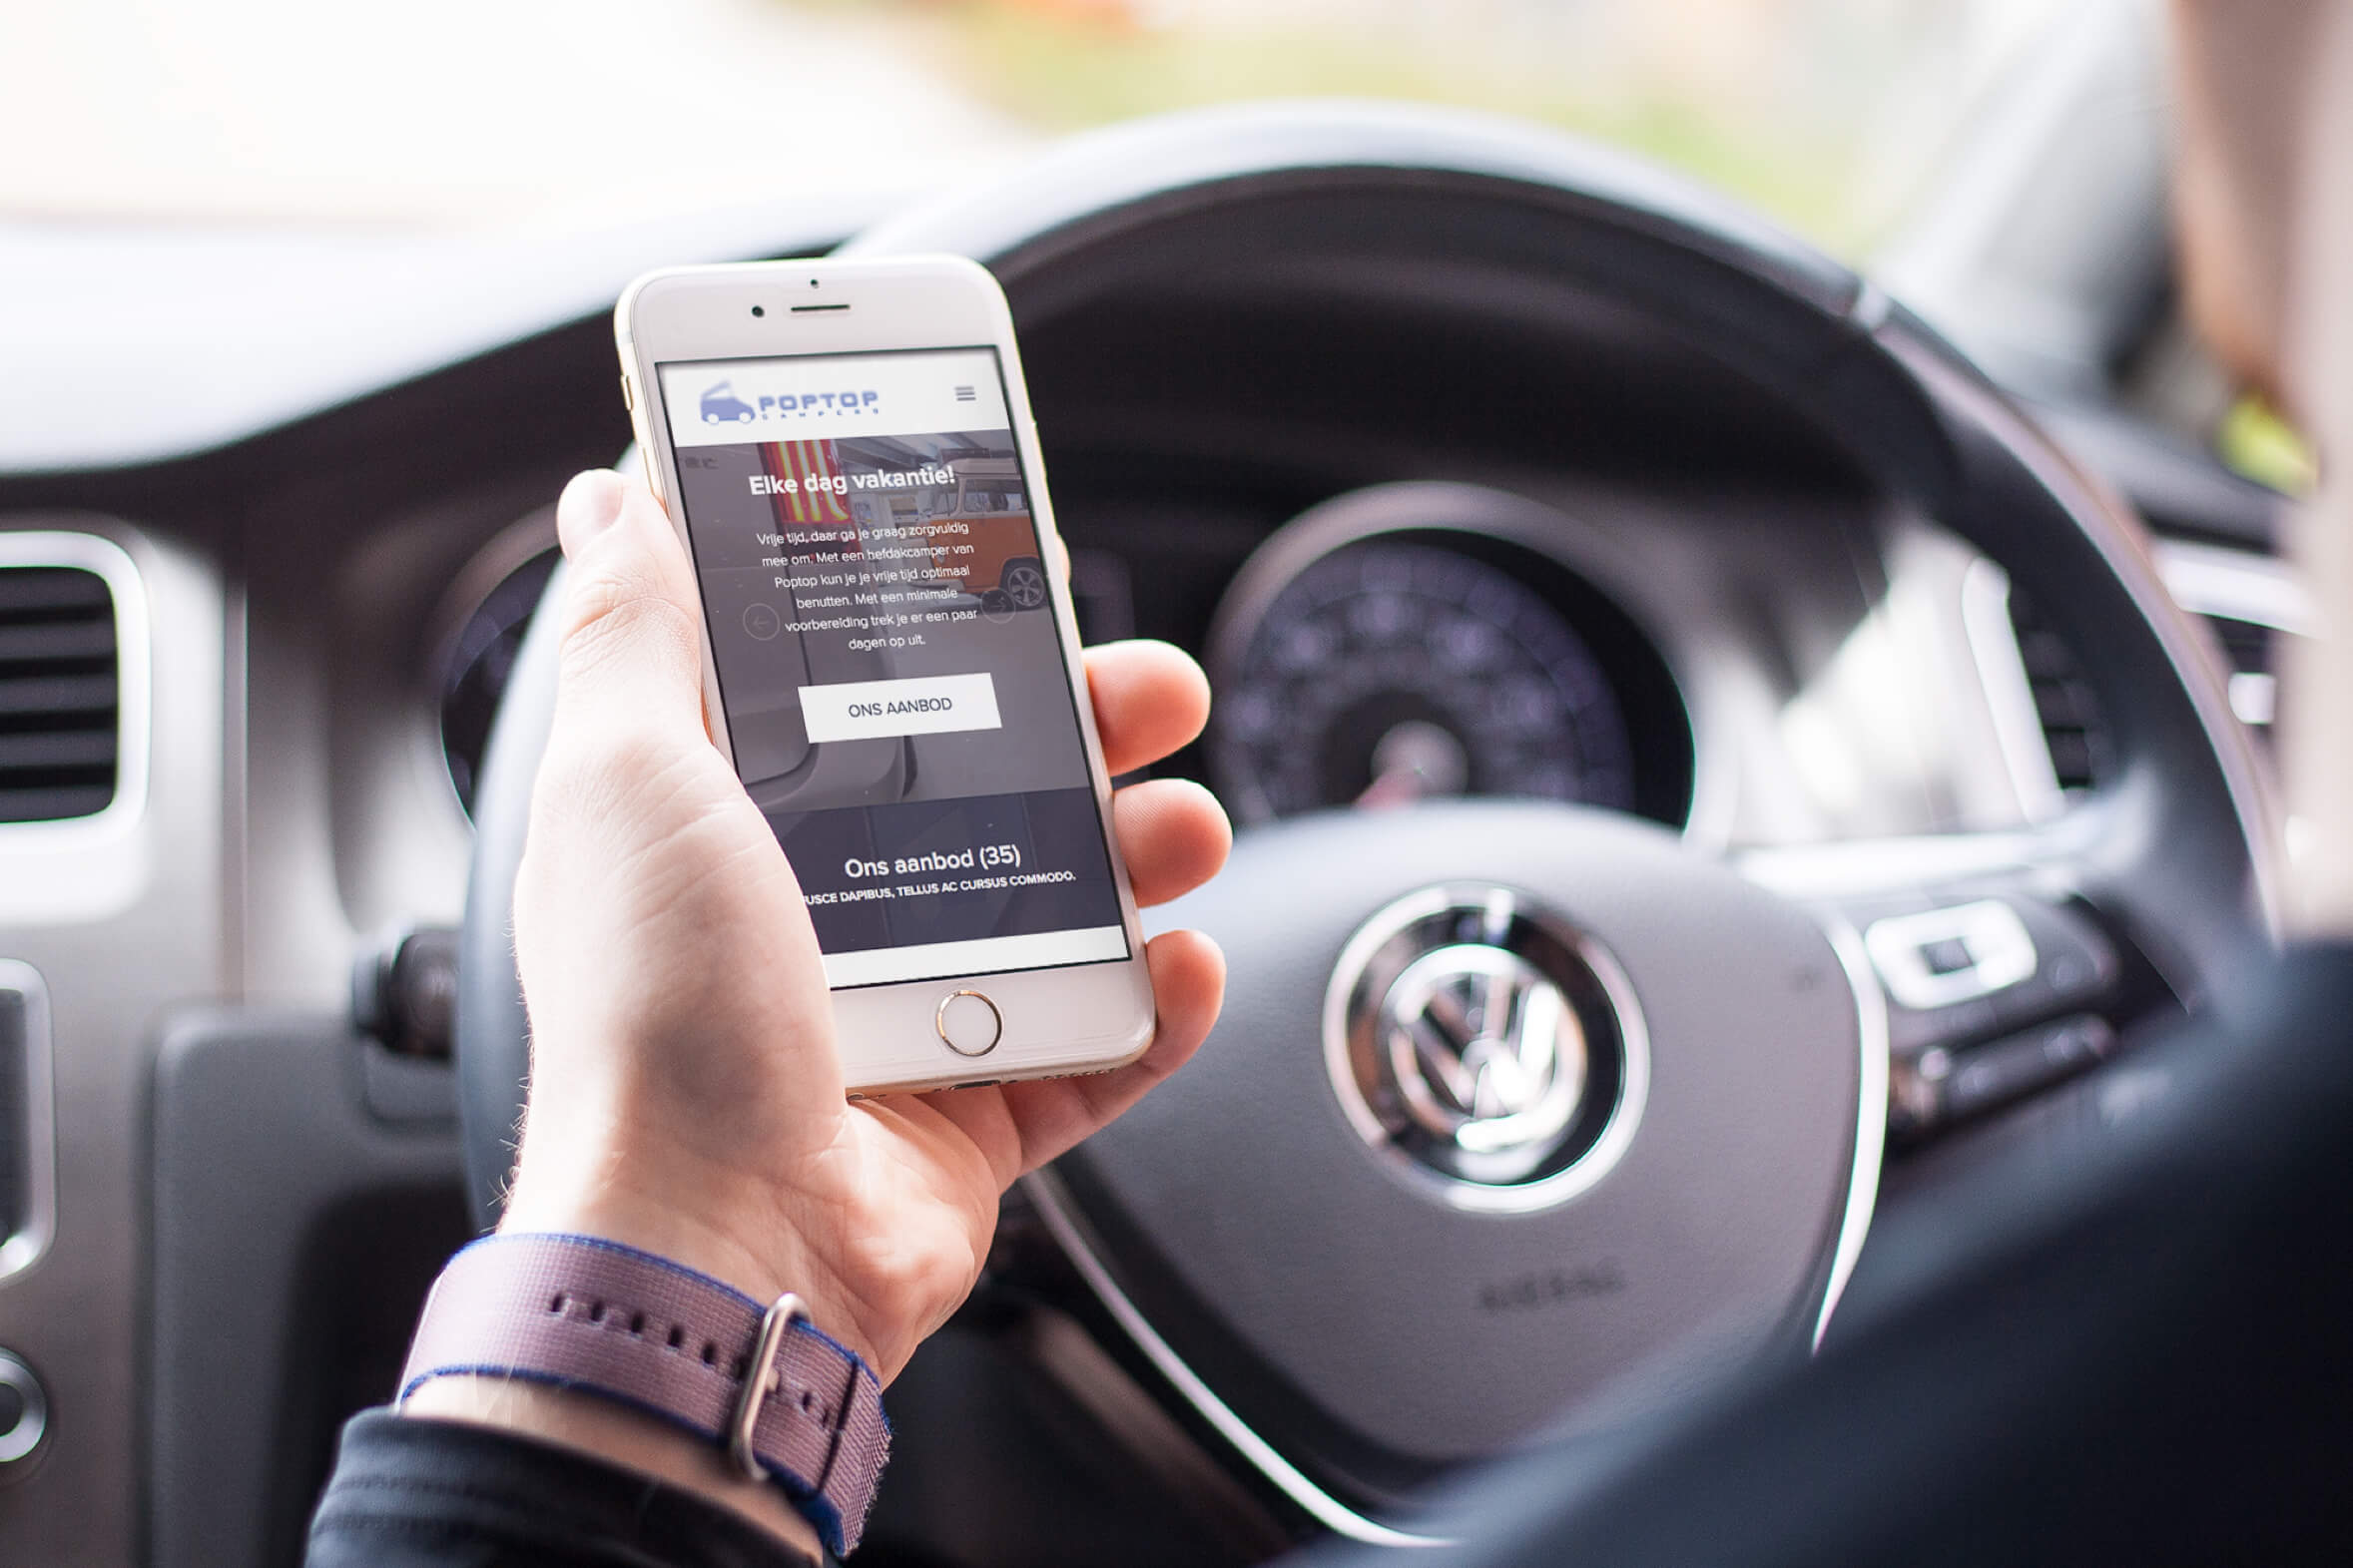 POPTOP
CAMPERS
Elke dag vakantie!
Vrije tijd, daar ga je graag zorgvuldig
mee om. Met een hefdakcamper van
Poptop kun je je vrije tijd optimaal
benutten. Met een minimale
voorbereiding trek je er een paar
dagen op uit.
ONS AANBOD
Ons aanbod (35)
USCE DAPIBUS, TELLUS AC CURSUS COMMODO.
AIRBAG